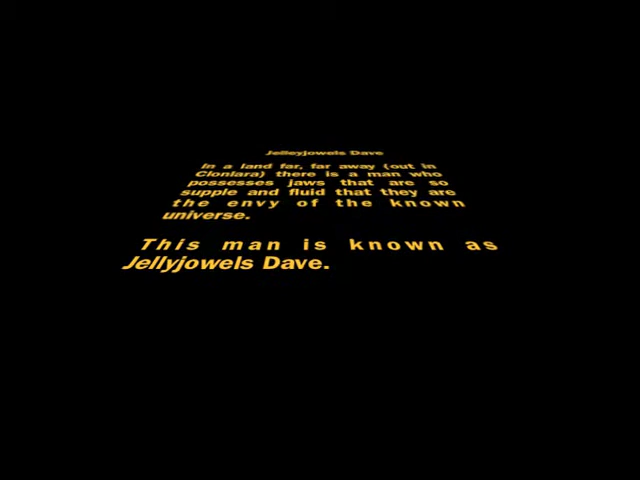 Jelleyjowels Dave
In a land far, far away (out in
Clonlara) there is a man who
possesses jaws that are so
supple and fluid that they are
the envy of the known
universe.
This man is known as
Jellyjowels Dave.